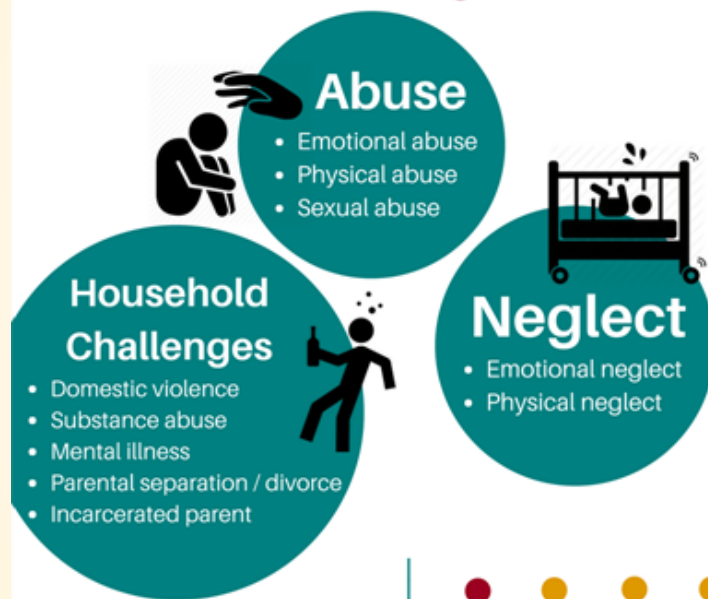 Abuse
• Emotional abuse
• Physical abuse
• Sexual abuse
Household
Challenges
• Domestic violence
• Substance abuse
• Mental illness
• Parental separation / divorce
• Incarcerated parent
Neglect
• Emotional neglect
• Physical neglect